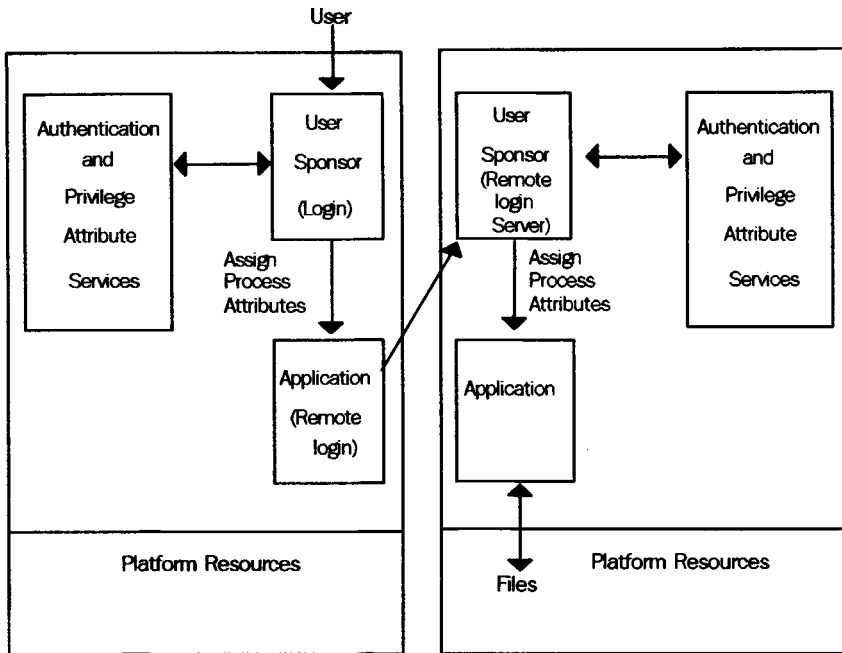 User
Authentication
and
Privilege
Attribute
Services
User
Sponsor
(Login)
Assign
Process
Attributes
Application
(Remote
login)
Platform Resources
User
Sponsor
(Remote
login
Server)
Authentication
and
Privilege
Attribute
Services
Assign
Process
Attributes
Application
Files
Platform Resources